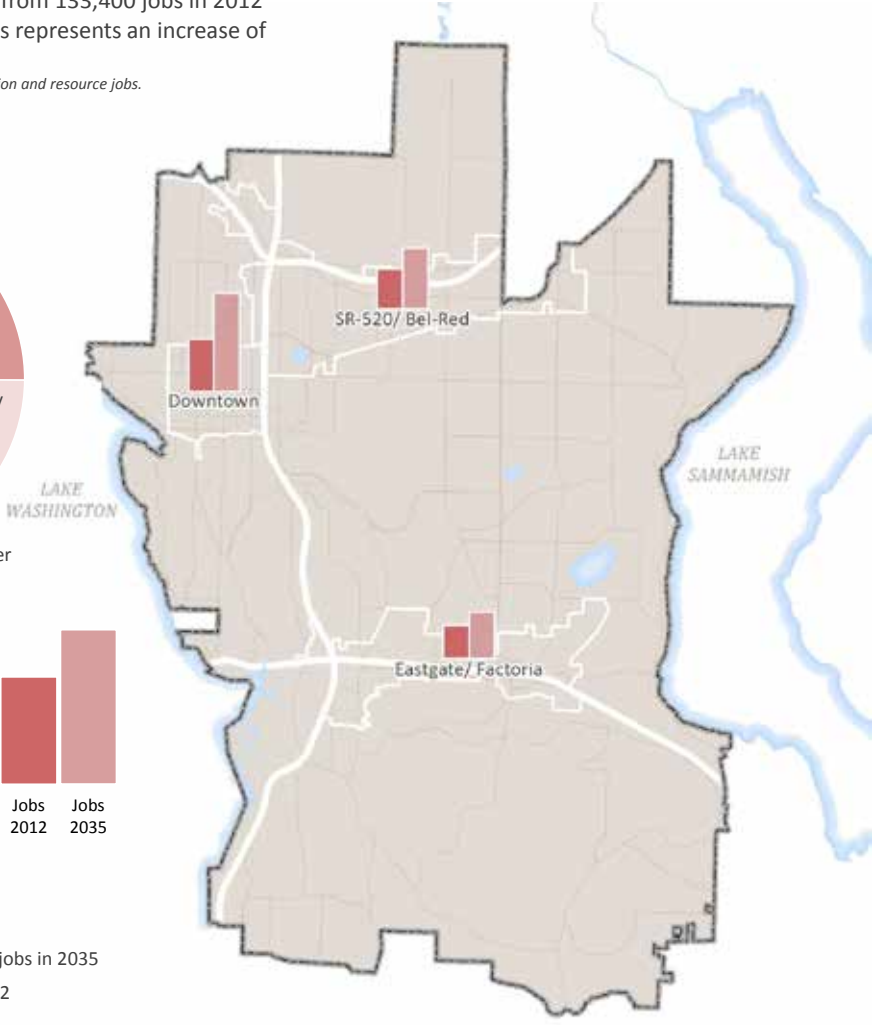 from 153,400 jobs in 2012
s represents an increase of
ion and resource jobs.
SR-520/ Bel-Red
Downtown
LAKE
WASHINGTON
LAKE
SAMMAMISH
er
Eastgate/ Factoria
Jobs
2012
Jobs
2035
jobs in 2035
2